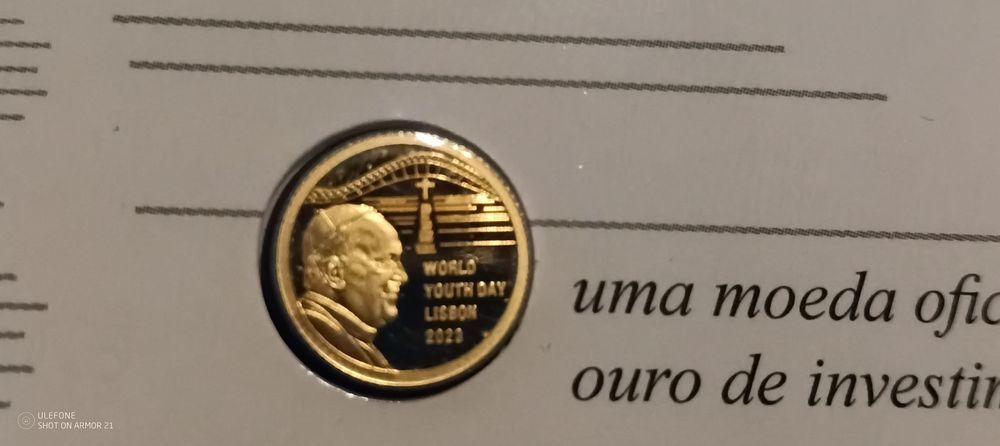 WORLD
YOUTH DAY
LISBON
2023
uma moeda ofic
ouro de investin
ULEFONE
SHOT ON ARMOR 21